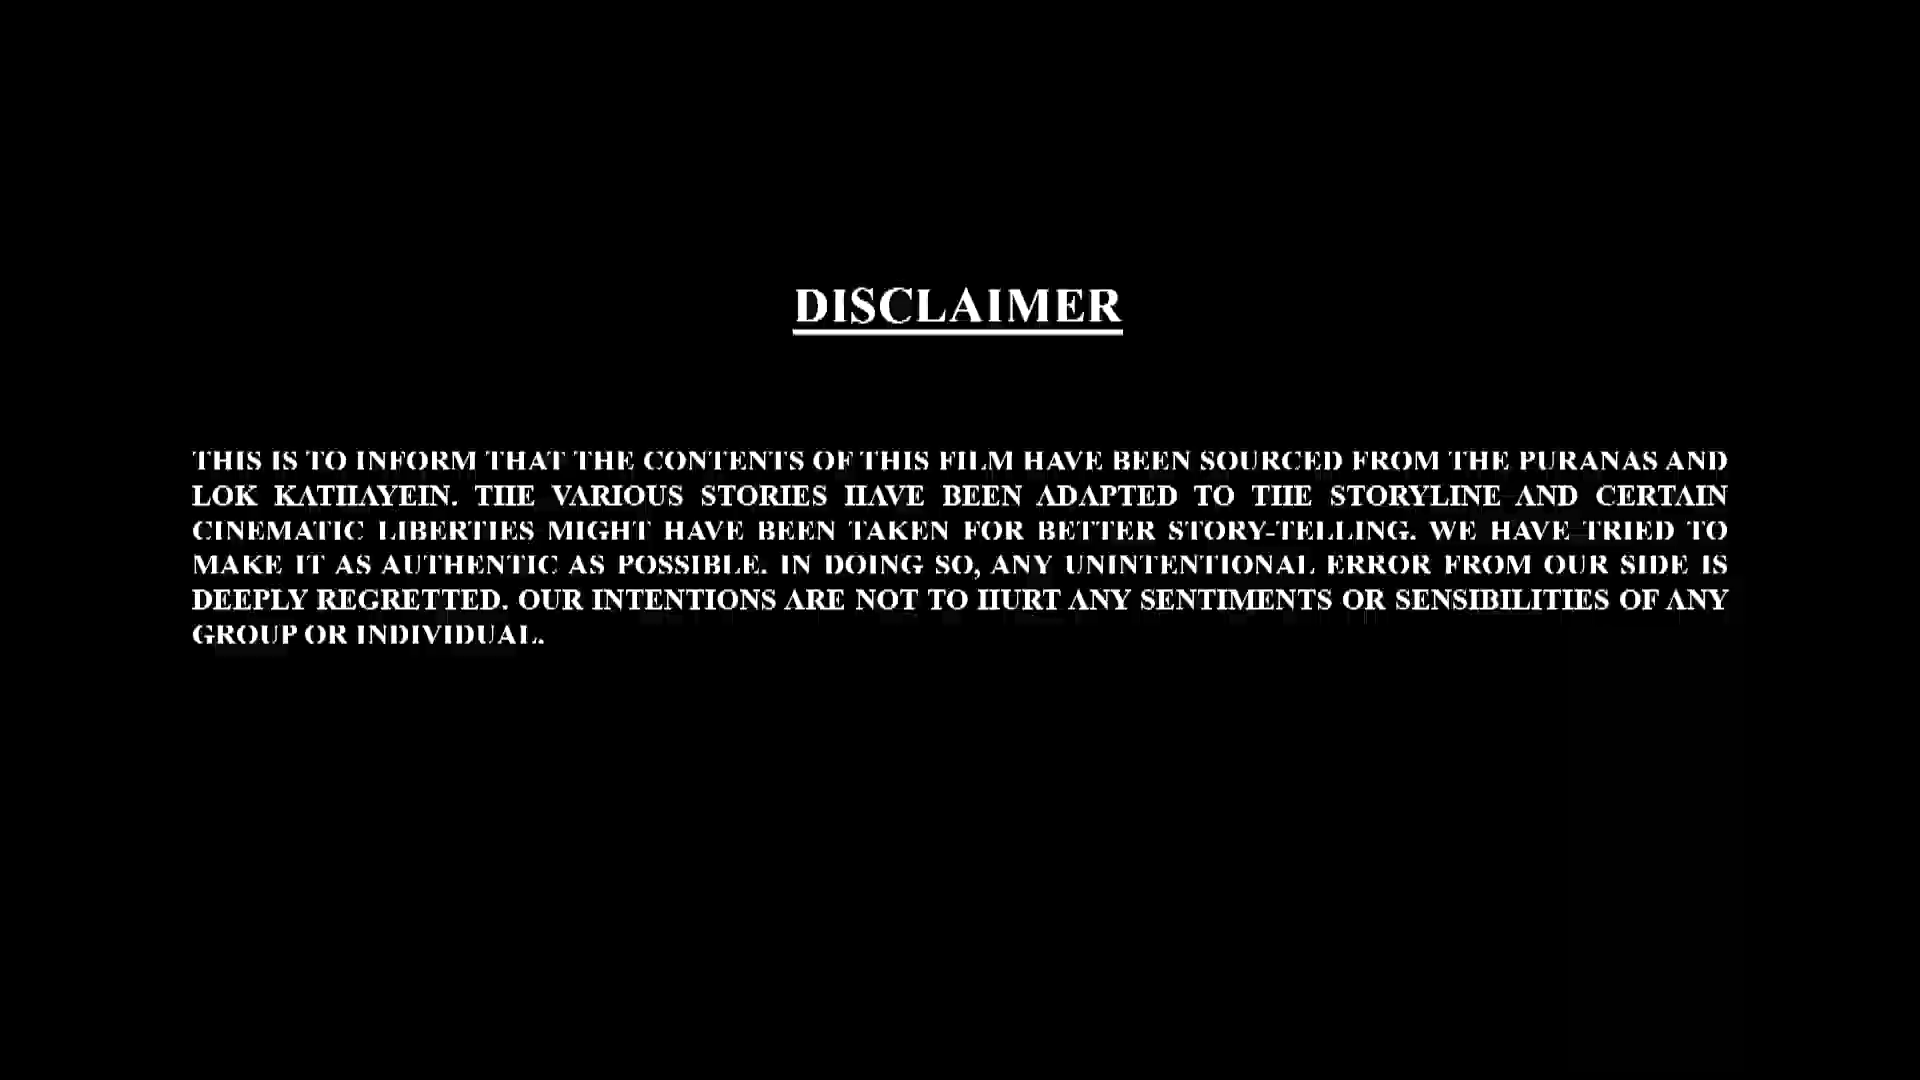 DISCLAIMER
THIS IS TO INFORM THAT THE CONTENTS OF THIS FILM HAVE BEEN SOURCED FROM THE PURANAS AND
LOK KATHAYEIN. THE VARIOUS STORIES HAVE BEEN ADAPTED TO THE STORYLINE AND CERTAIN
CINEMATIC LIBERTIES MIGHT HAVE BEEN TAKEN FOR BETTER STORY-TELLING. WE HAVE TRIED TO
MAKE IT AS AUTHENTIC AS POSSIBLE. IN DOING SO, ANY UNINTENTIONAL ERROR FROM OUR SIDE IS
DEEPLY REGRETTED. OUR INTENTIONS ARE NOT TO HURT ANY SENTIMENTS OR SENSIBILITIES OF ANY
GROUP OR INDIVIDUAL.